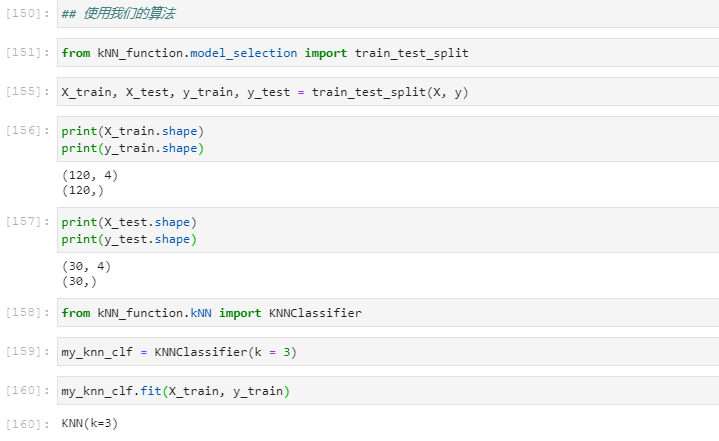 [150]: ## 使用我们的算法
[151]: from kNN_function.model_selection import train_test_split
[155]: X_train, X_test, y_train, y_test = train_test_split(X, y)
[156]: print(X_train.shape)
print(y_train.shape)
(120, 4)
(120,)
[157]: print(X_test.shape)
print(y_test.shape)
(30, 4)
(30,)
[158]: from kNN_function.kNN import KNNClassifier
[159]: my_knn_clf = KNNClassifier(k = 3)
[160]: my_knn_clf.fit(X_train, y_train)
[160]: KNN(k=3)